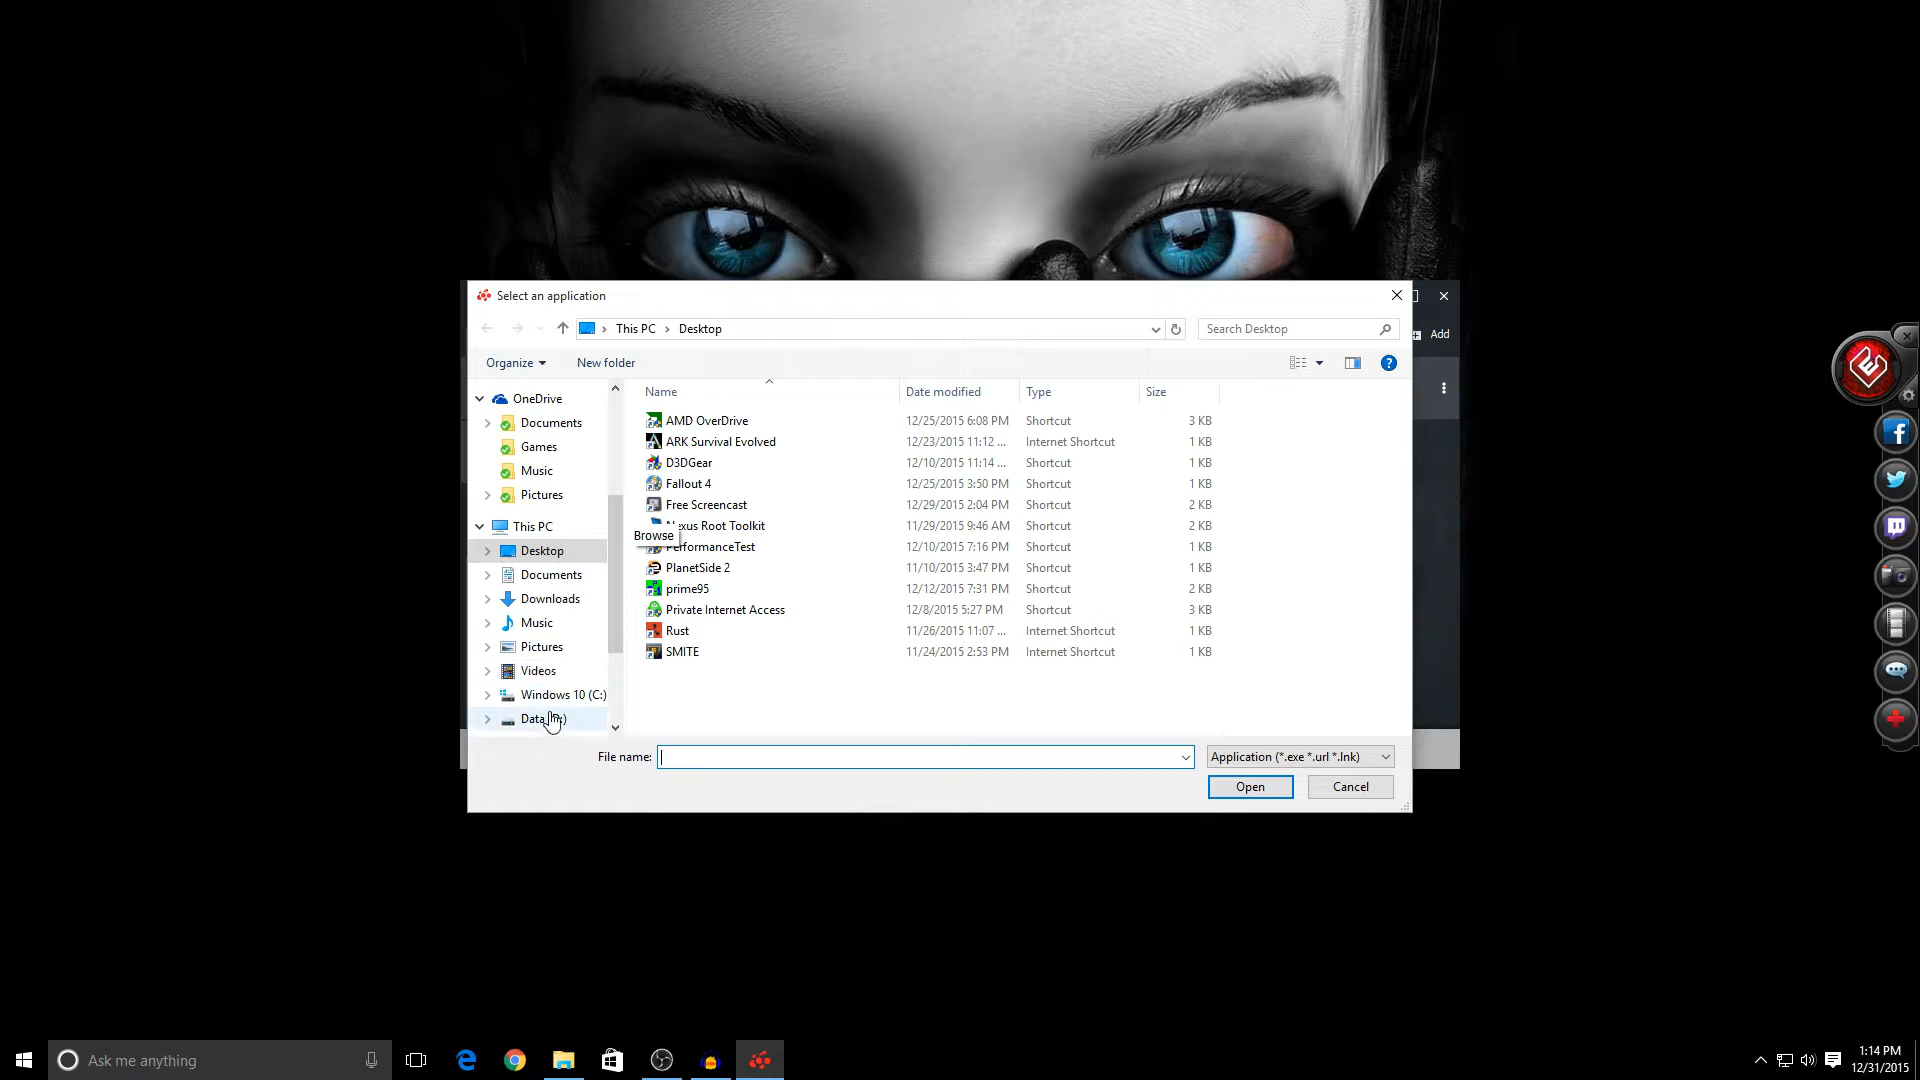 Select an application
This PC > Desktop
Search Desktop
Add
Organize
New folder
Name
Date modified
Type
Size
OneDrive
Documents
Games
Music
Pictures
This PC
Desktop
Documents
Downloads
Music
Pictures
Videos
Windows 10 (C:)
Data
AMD OverDrive 12/25/2015 6:08 PM Shortcut 3 KB
ARK Survival Evolved 12/23/2015 11:12 ... Internet Shortcut 1 KB
D3DGear 12/10/2015 11:14 ... Shortcut 1 KB
Fallout 4 12/25/2015 3:50 PM Shortcut 1 KB
Free Screencast 12/29/2015 2:04 PM Shortcut 2 KB
Nexus Root Toolkit 11/29/2015 9:46 AM Shortcut 2 KB
Browse
PerformanceTest 12/10/2015 7:16 PM Shortcut 1 KB
PlanetSide 2 11/10/2015 3:47 PM Shortcut 1 KB
prime95 12/12/2015 7:31 PM Shortcut 2 KB
Private Internet Access 12/8/2015 5:27 PM Shortcut 3 KB
Rust 11/26/2015 11:07 ... Internet Shortcut 1 KB
SMITE 11/24/2015 2:53 PM Internet Shortcut 1 KB
File name:
Application (*.exe *.url *.lnk)
Open
Cancel
Ask me anything
1:14 PM
12/31/2015